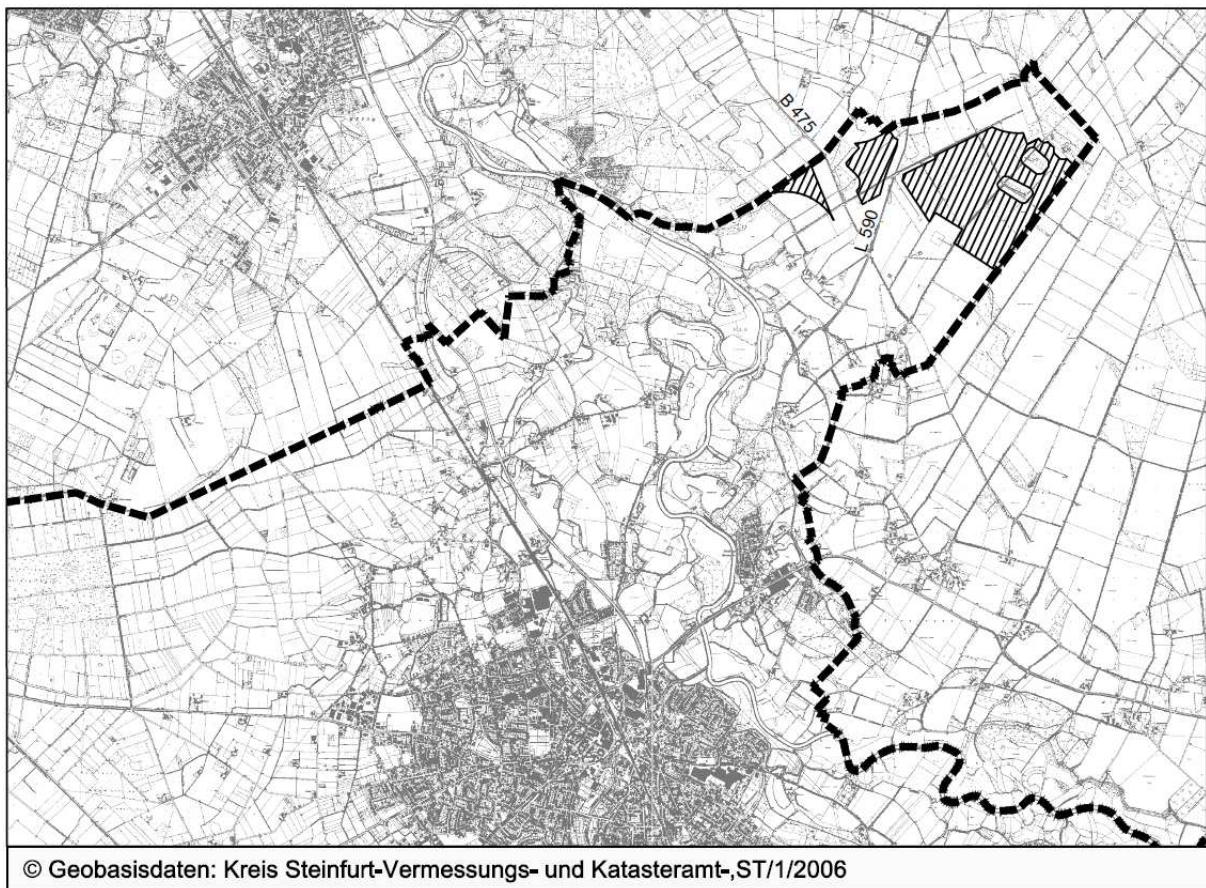 B 475
L 590
© Geobasisdaten: Kreis Steinfurt-Vermessungs- und Katasteramt-,ST/1/2006